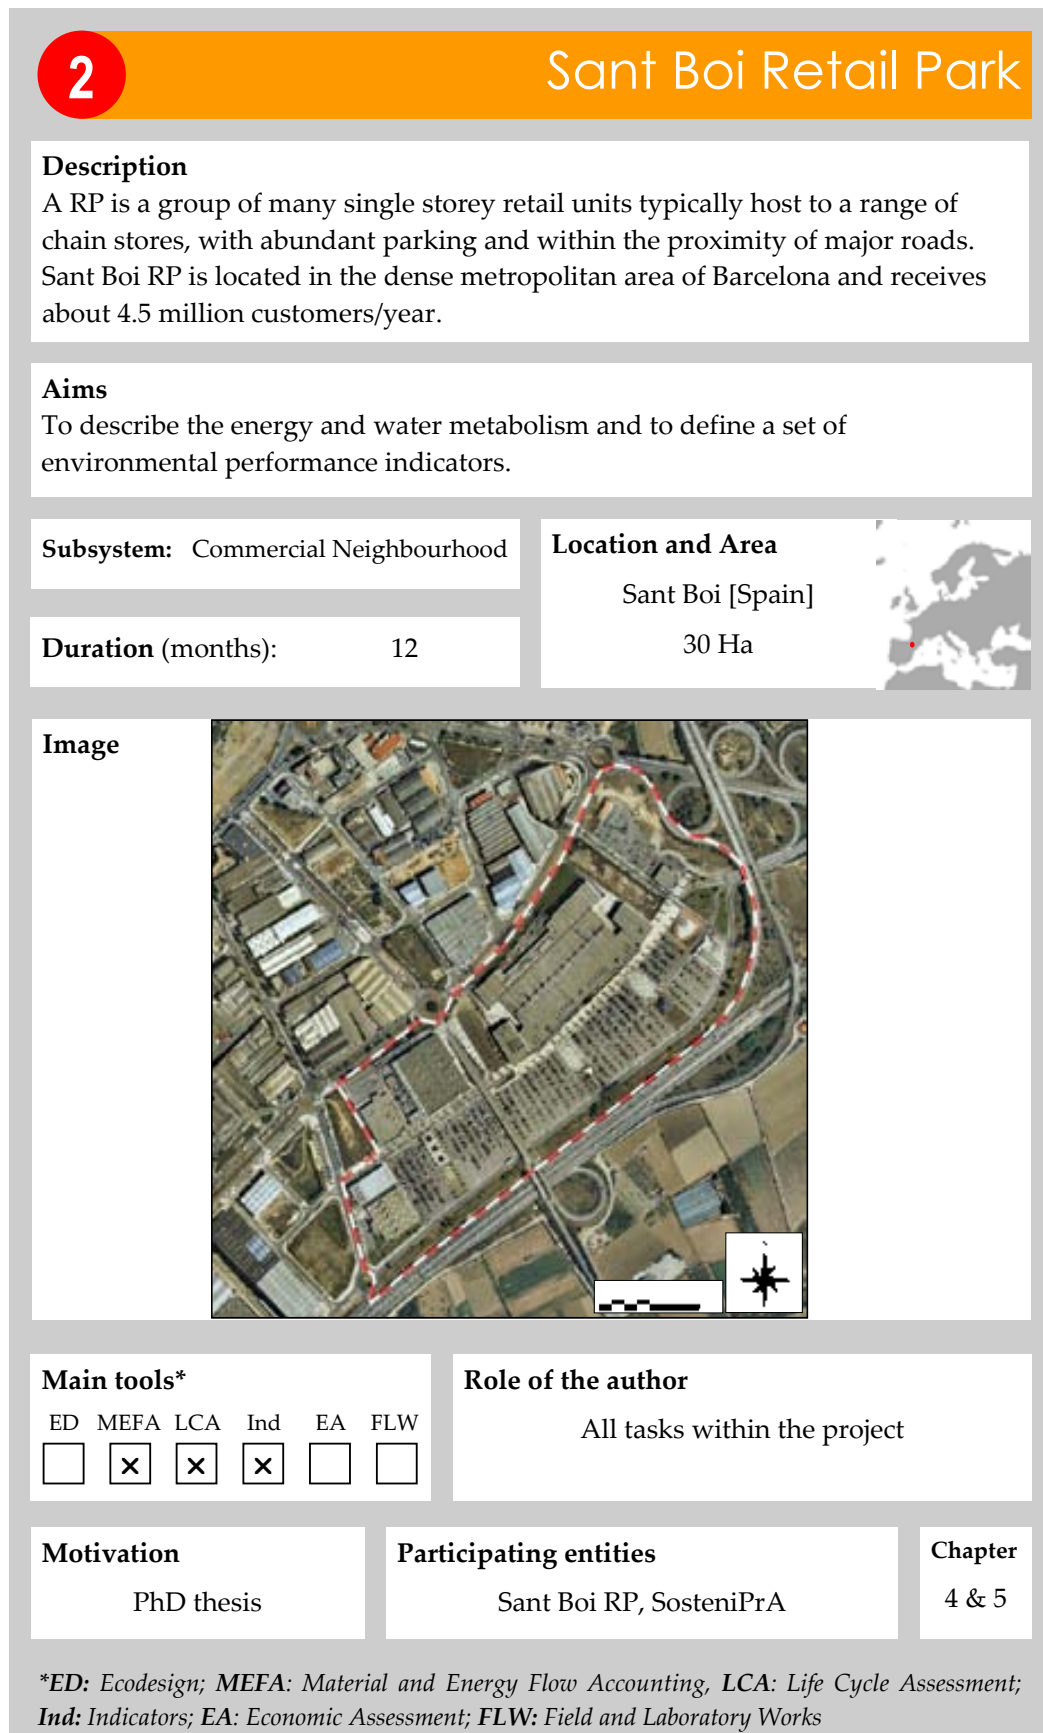 2
Sant Boi Retail Park
Description
A RP is a group of many single storey retail units typically host to a range of
chain stores, with abundant parking and within the proximity of major roads.
Sant Boi RP is located in the dense metropolitan area of Barcelona and receives
about 4.5 million customers/year.
Aims
To describe the energy and water metabolism and to define a set of
environmental performance indicators.
Subsystem: Commercial Neighbourhood
Duration (months): 12
Location and Area
Sant Boi [Spain]
30 Ha
Image
Main tools*
ED MEFA LCA Ind EA FLW
Role of the author
All tasks within the project
Motivation
PhD thesis
Participating entities
Sant Boi RP, SosteniPrA
Chapter
4 & 5
*ED: Ecodesign; MEFA: Material and Energy Flow Accounting, LCA: Life Cycle Assessment;
Ind: Indicators; EA: Economic Assessment; FLW: Field and Laboratory Works